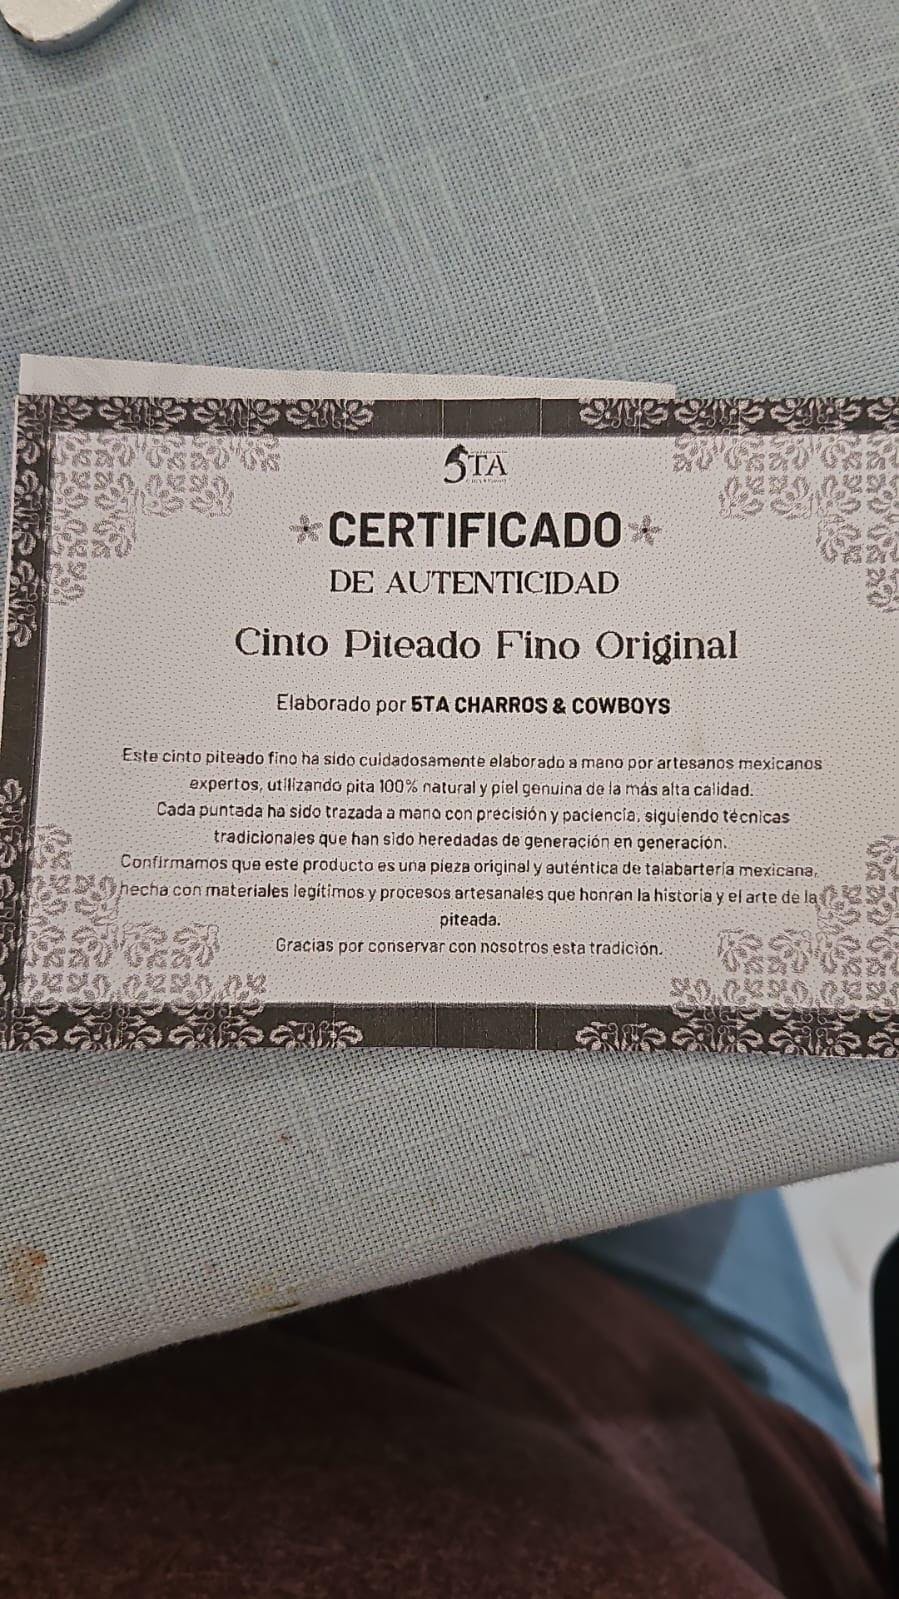 5TA
CERTIFICADO
DE AUTENTICIDAD
Cinto Piteado Fino Original
Elaborado por 5TA CHARROS & COWBOYS
Este cinto piteado fino ha sido cuidadosamente elaborado a mano por artesanos mexicanos
expertos, utilizando pita 100% natural y piel genuina de la más alta calidad.
Cada puntada ha sido trazada a mano con precisión y paciencia, siguiendo técnicas
tradicionales que han sido heredadas de generación en generación.
Confirmamos que este producto es una pieza original y auténtica de talabartería mexicana,
hecha con materiales legítimos y procesos artesanales que honran la historia y el arte de la
piteada.
Gracias por conservar con nosotros esta tradición.